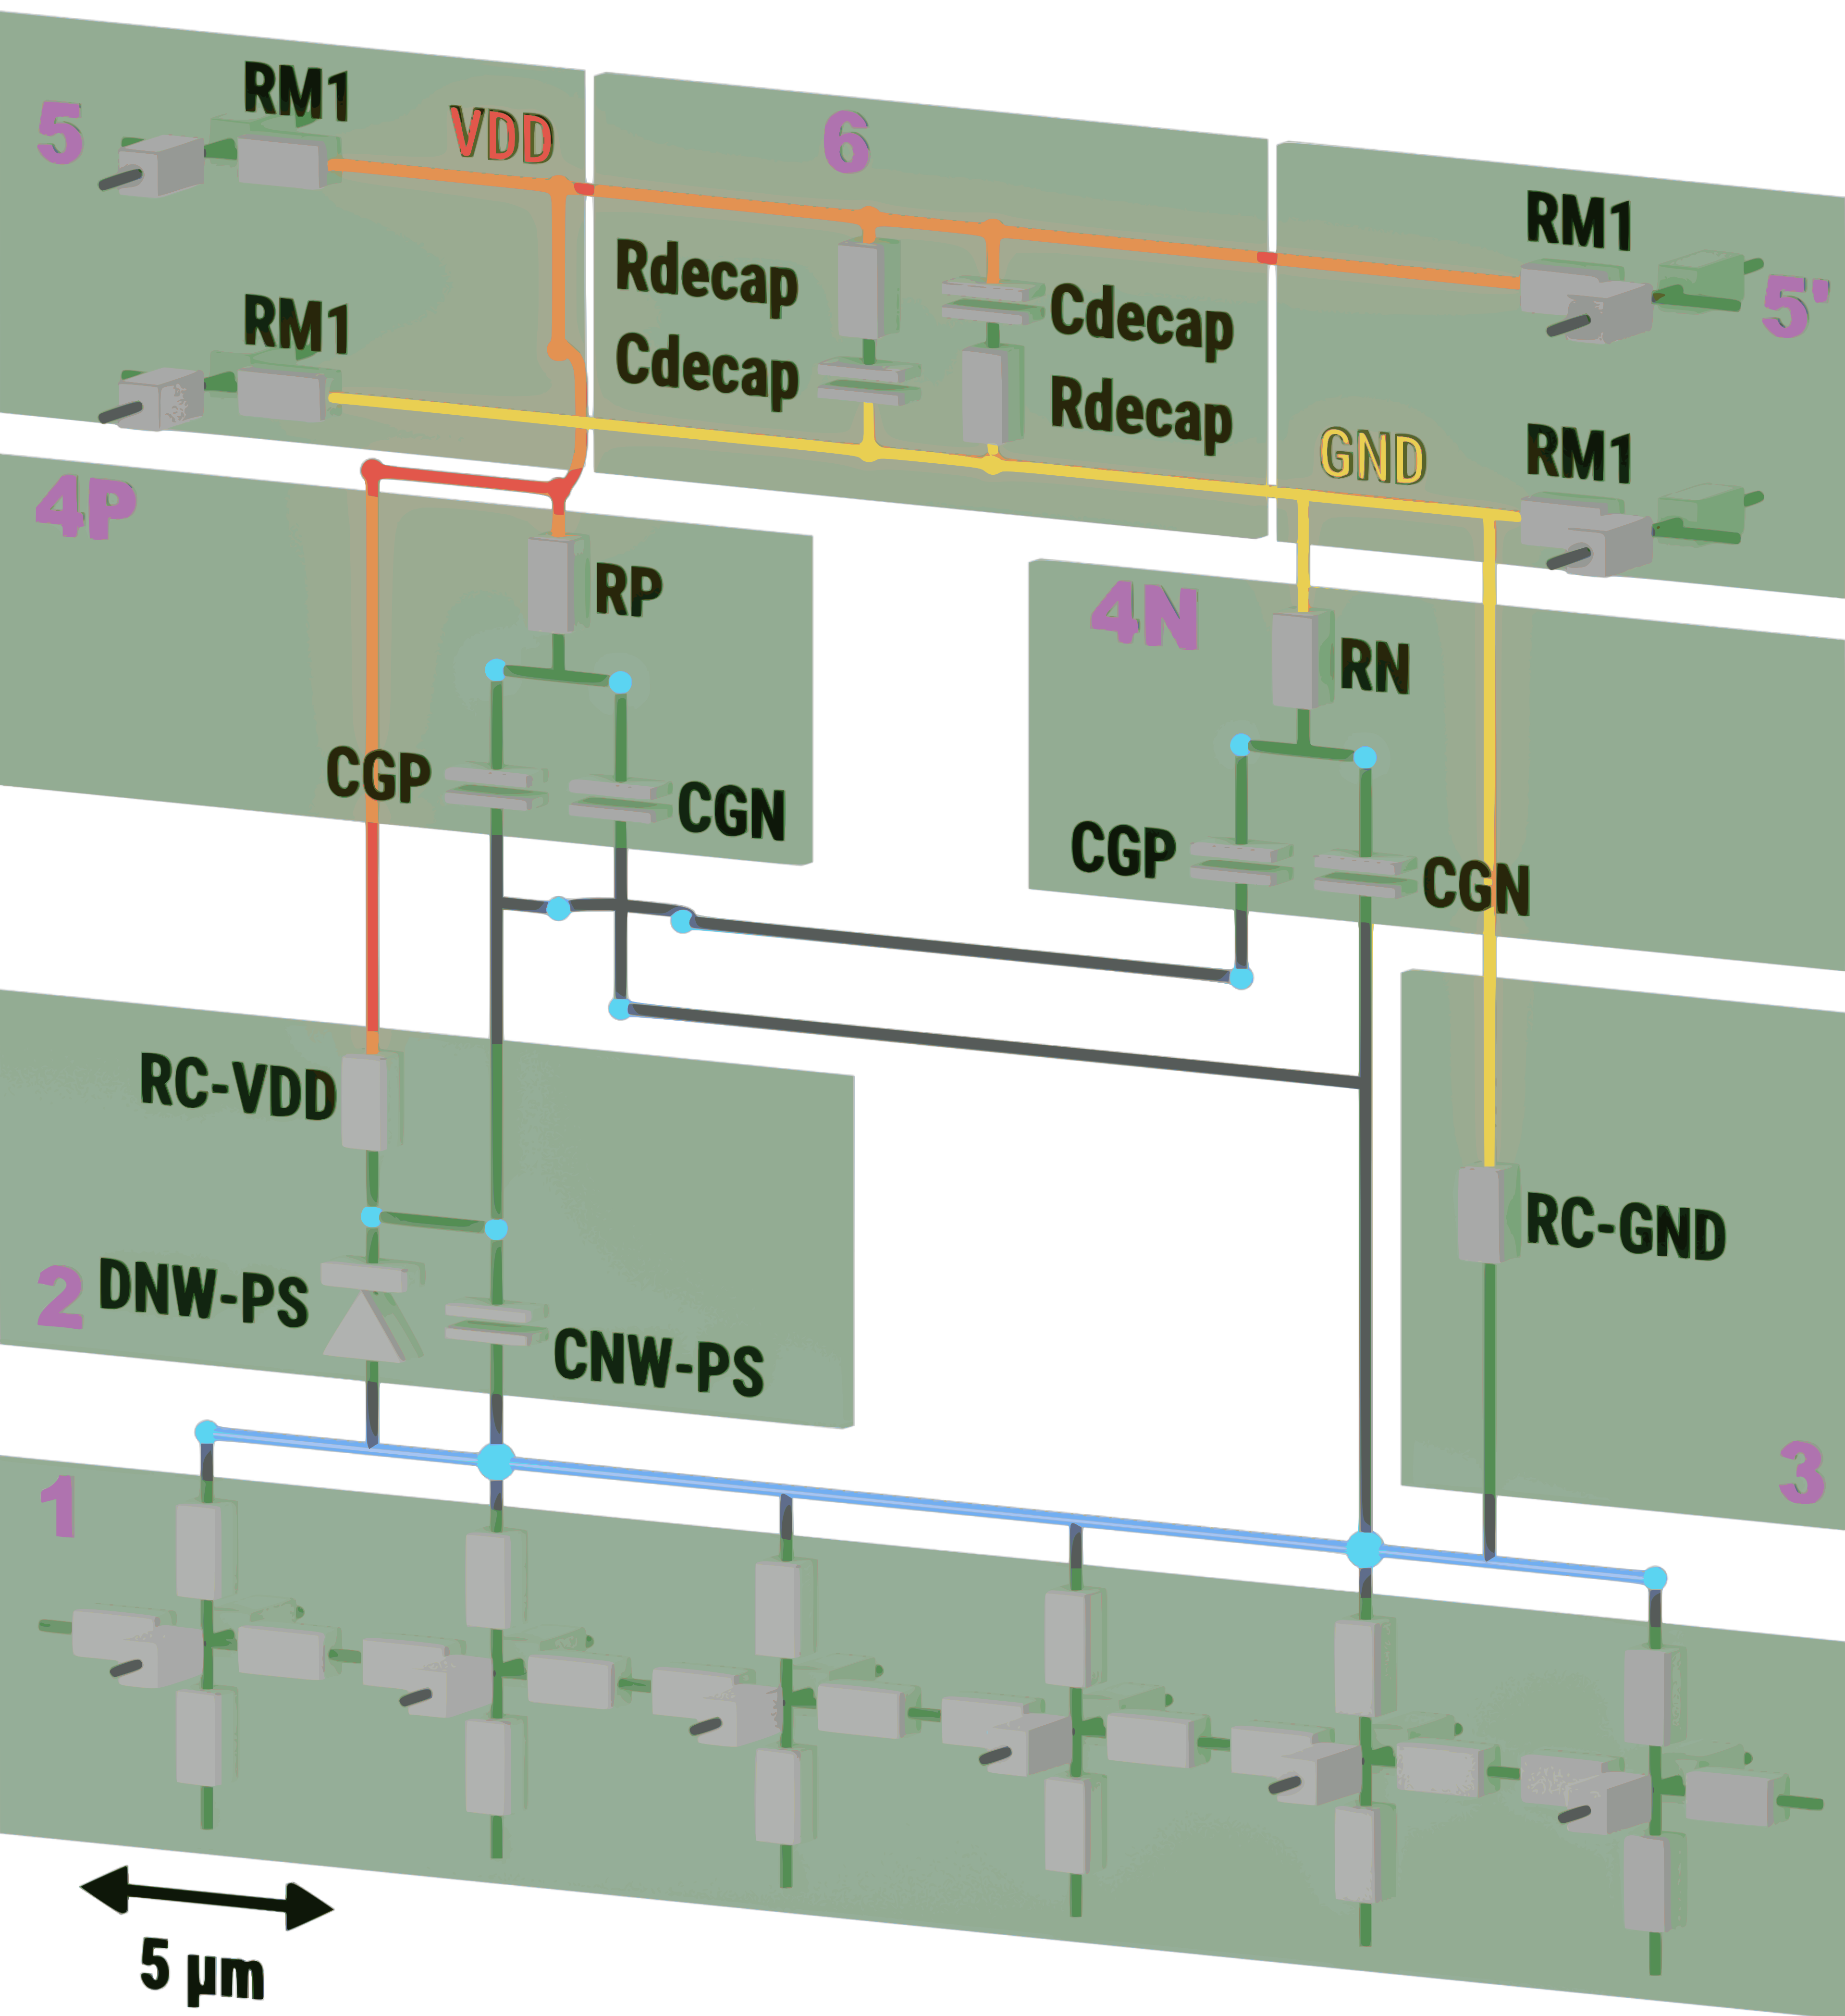 RM1
5
VDD
6
RM1
5'
Rdecap
Cdecap
RM1
Cdecap
Rdecap
GND
RM1
4P
RP
4N
RN
CGP
CGN
CGP
CGN
RC-VDD
RC-GND
2
DNW-PS
CNW-PS
3
1
5 µm